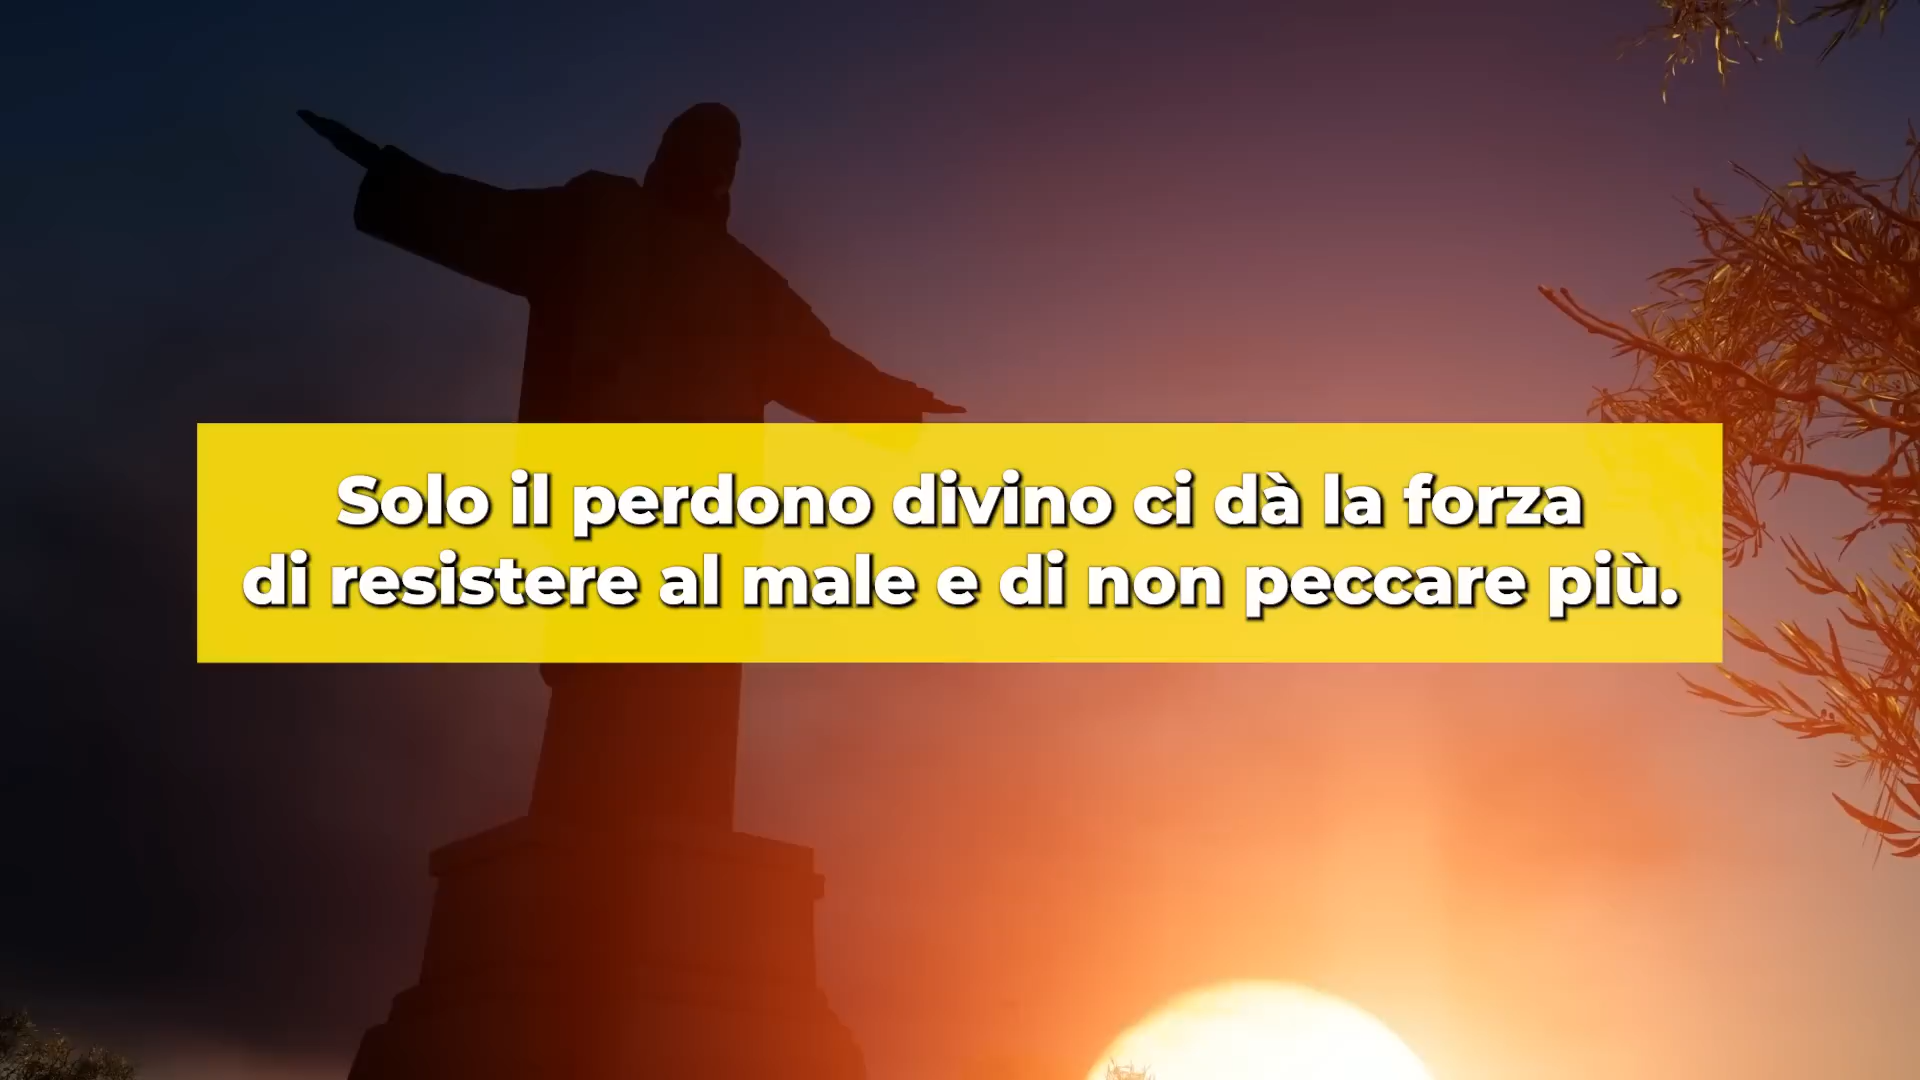 Solo il perdono divino ci dà la forza
di resistere al male e di non peccare più.